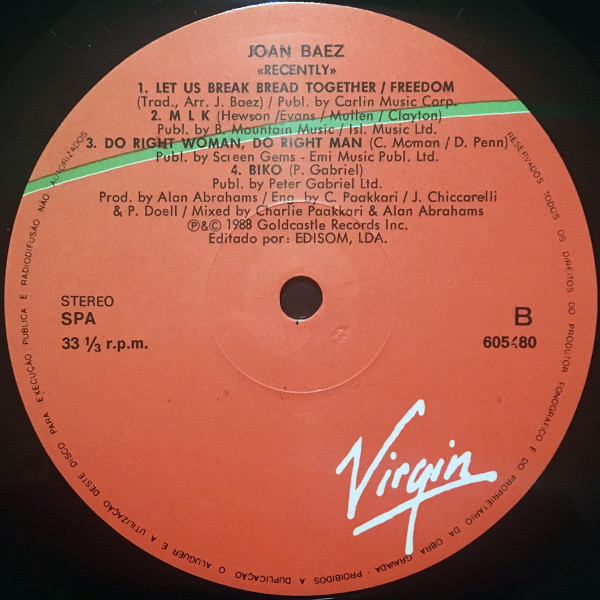 JOAN BAEZ
«RECENTLY»
1. LET US BREAK BREAD TOGETHER / FREEDOM
(Trad., Arr. J. Baez) / Publ. by Carlin Music Corp.
2. M L K (Hewson /Evans / Mullen / Clayton)
Publ. by B. Mountain Music / Isl. Music Ltd.
3. DO RIGHT WOMAN, DO RIGHT MAN (C. Moman / D. Penn)
Publ. by Screen Gems - Emi Music Publ. Ltd.
4. BIKO (P. Gabriel)
Publ. by Peter Gabriel Ltd.
Prod. by Alan Abrahams / Eng. by C. Paakkari / J. Chiccarelli
& P. Doell / Mixed by Charlie Paakkari & Alan Abrahams
℗&© 1988 Goldcastle Records Inc.
Editado por: EDISOM, LDA.
STEREO
SPA
33 ⅓ r.p.m.
B
605480
Virgin
RESERVADOS TODOS OS DIREITOS DO PRODUTOR FONOGRÁFICO E DO PROPRIETÁRIO DA OBRA GRAVADA - PROIBIDOS A DUPLICAÇÃO O ALUGUER E A UTILIZAÇÃO DESTE DISCO PARA EXECUÇÃO PÚBLICA E RADIODIFUSÃO NÃO AUTORIZADOS